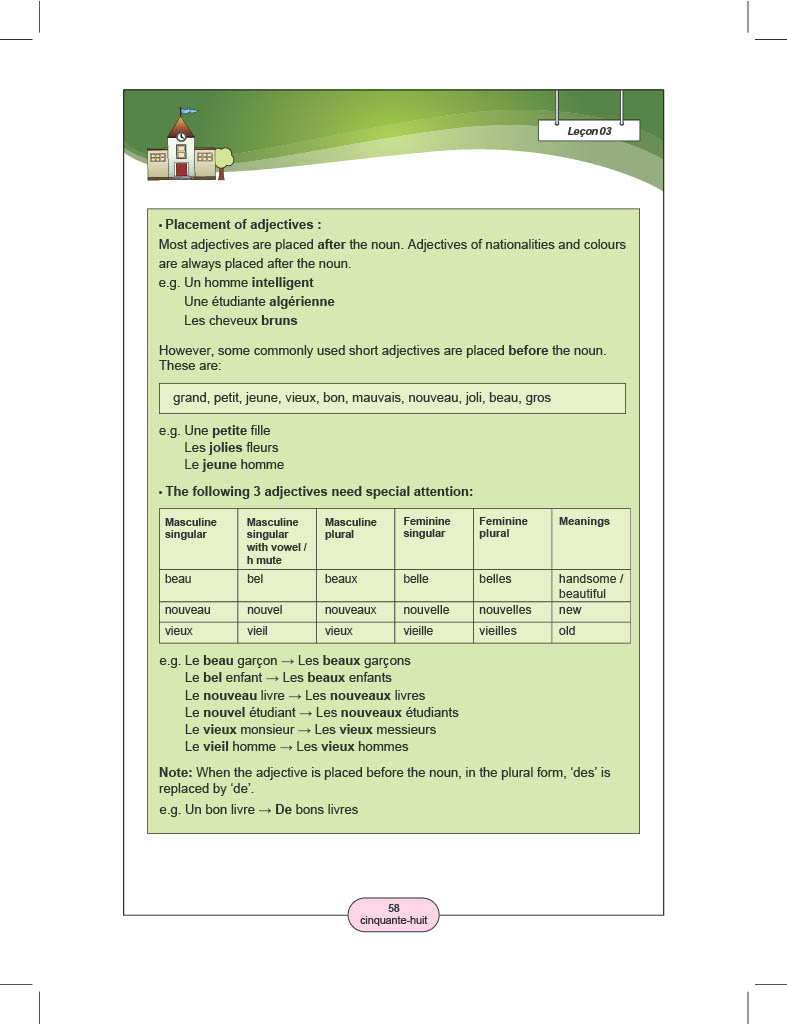 Leçon 03
• Placement of adjectives :
Most adjectives are placed after the noun. Adjectives of nationalities and colours
are always placed after the noun.
e.g. Un homme intelligent
Une étudiante algérienne
Les cheveux bruns
However, some commonly used short adjectives are placed before the noun.
These are:
grand, petit, jeune, vieux, bon, mauvais, nouveau, joli, beau, gros
e.g. Une petite fille
Les jolies fleurs
Le jeune homme
• The following 3 adjectives need special attention:
Masculine singular | Masculine singular with vowel / h mute | Masculine plural | Feminine singular | Feminine plural | Meanings
beau | bel | beaux | belle | belles | handsome / beautiful
nouveau | nouvel | nouveaux | nouvelle | nouvelles | new
vieux | vieil | vieux | vieille | vieilles | old
e.g. Le beau garçon → Les beaux garçons
Le bel enfant → Les beaux enfants
Le nouveau livre → Les nouveaux livres
Le nouvel étudiant → Les nouveaux étudiants
Le vieux monsieur → Les vieux messieurs
Le vieil homme → Les vieux hommes
Note: When the adjective is placed before the noun, in the plural form, ‘des’ is
replaced by ‘de’.
e.g. Un bon livre → De bons livres
58
cinquante-huit